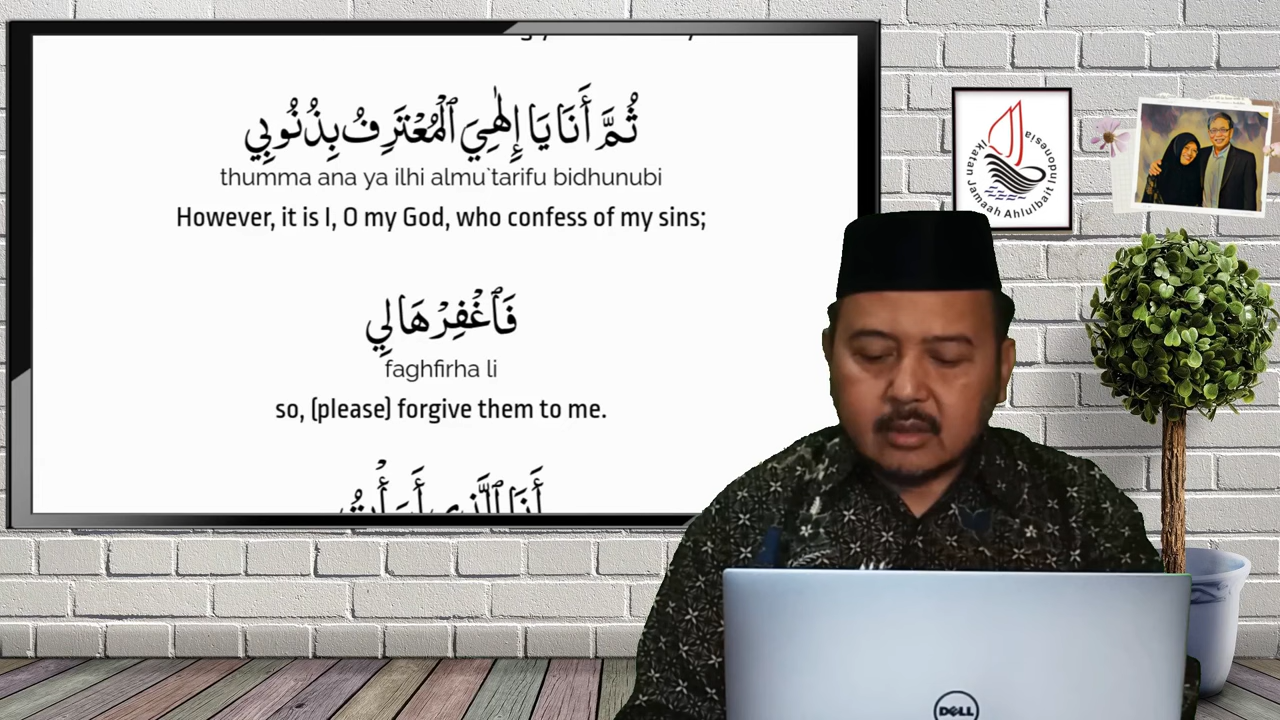 ثُمَّ أَنَا يَا إِلٰهِيَ ٱلْمُعْتَرِفُ بِذُنُوبِي
thumma ana ya ilhi almu`tarifu bidhunubi
However, it is I, O my God, who confess of my sins;
فَٱغْفِرْهَا لِي
faghfirha li
so, (please) forgive them to me.
أَنَا ٱلَّذِي أَسَأْتُ
Ikatan Jamaah Ahlulbait Indonesia
DELL